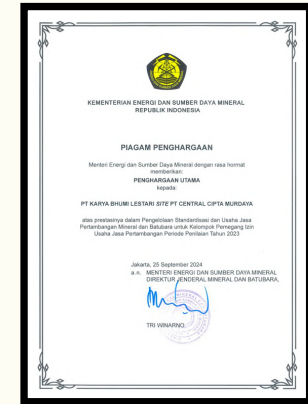 KEMENTERIAN ENERGI DAN SUMBER DAYA MINERAL
REPUBLIK INDONESIA
PIAGAM PENGHARGAAN
Menteri Energi dan Sumber Daya Mineral dengan rasa hormat
memberikan:
PENGHARGAAN UTAMA
kepada:
PT KARYA BHUMI LESTARI SITE PT CENTRAL CIPTA MURDAYA
atas prestasinya dalam Pengelolaan Standardisasi dan Usaha Jasa
Pertambangan Mineral dan Batubara untuk Kelompok Pemegang Izin
Usaha Jasa Pertambangan Periode Penilaian Tahun 2023
Jakarta, 25 September 2024
a.n. MENTERI ENERGI DAN SUMBER DAYA MINERAL
DIREKTUR JENDERAL MINERAL DAN BATUBARA,
TRI WINARNO